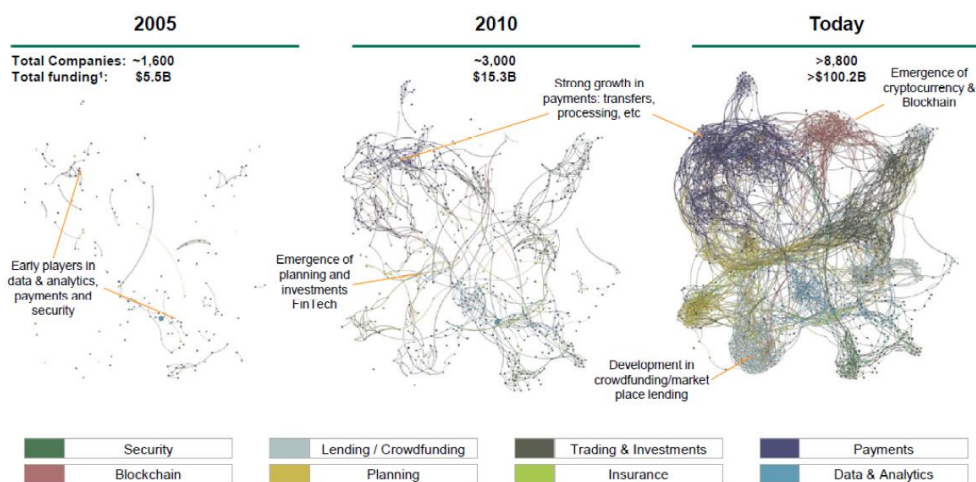 2005
2010
Today
Total Companies: ~1,600
~3,000
>8,800
Total funding¹: $5.5B
$15.3B
>$100.2B
Strong growth in
payments: transfers,
processing, etc
Emergence of
cryptocurrency &
Blockhain
Early players in
data & analytics,
payments and
security
Emergence of
planning and
investments
FinTech
Development in
crowdfunding/market
place lending
Security
Lending / Crowdfunding
Trading & Investments
Payments
Blockchain
Planning
Insurance
Data & Analytics